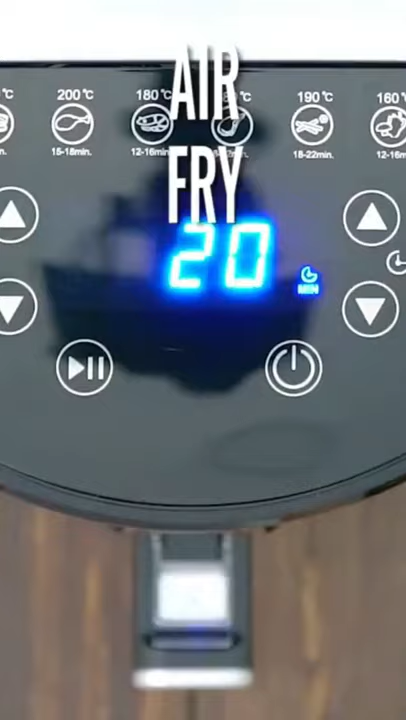 200℃
180℃
190℃
160℃
15-18min.
12-16min.
18-22min.
AIR
FRY
20
MIN